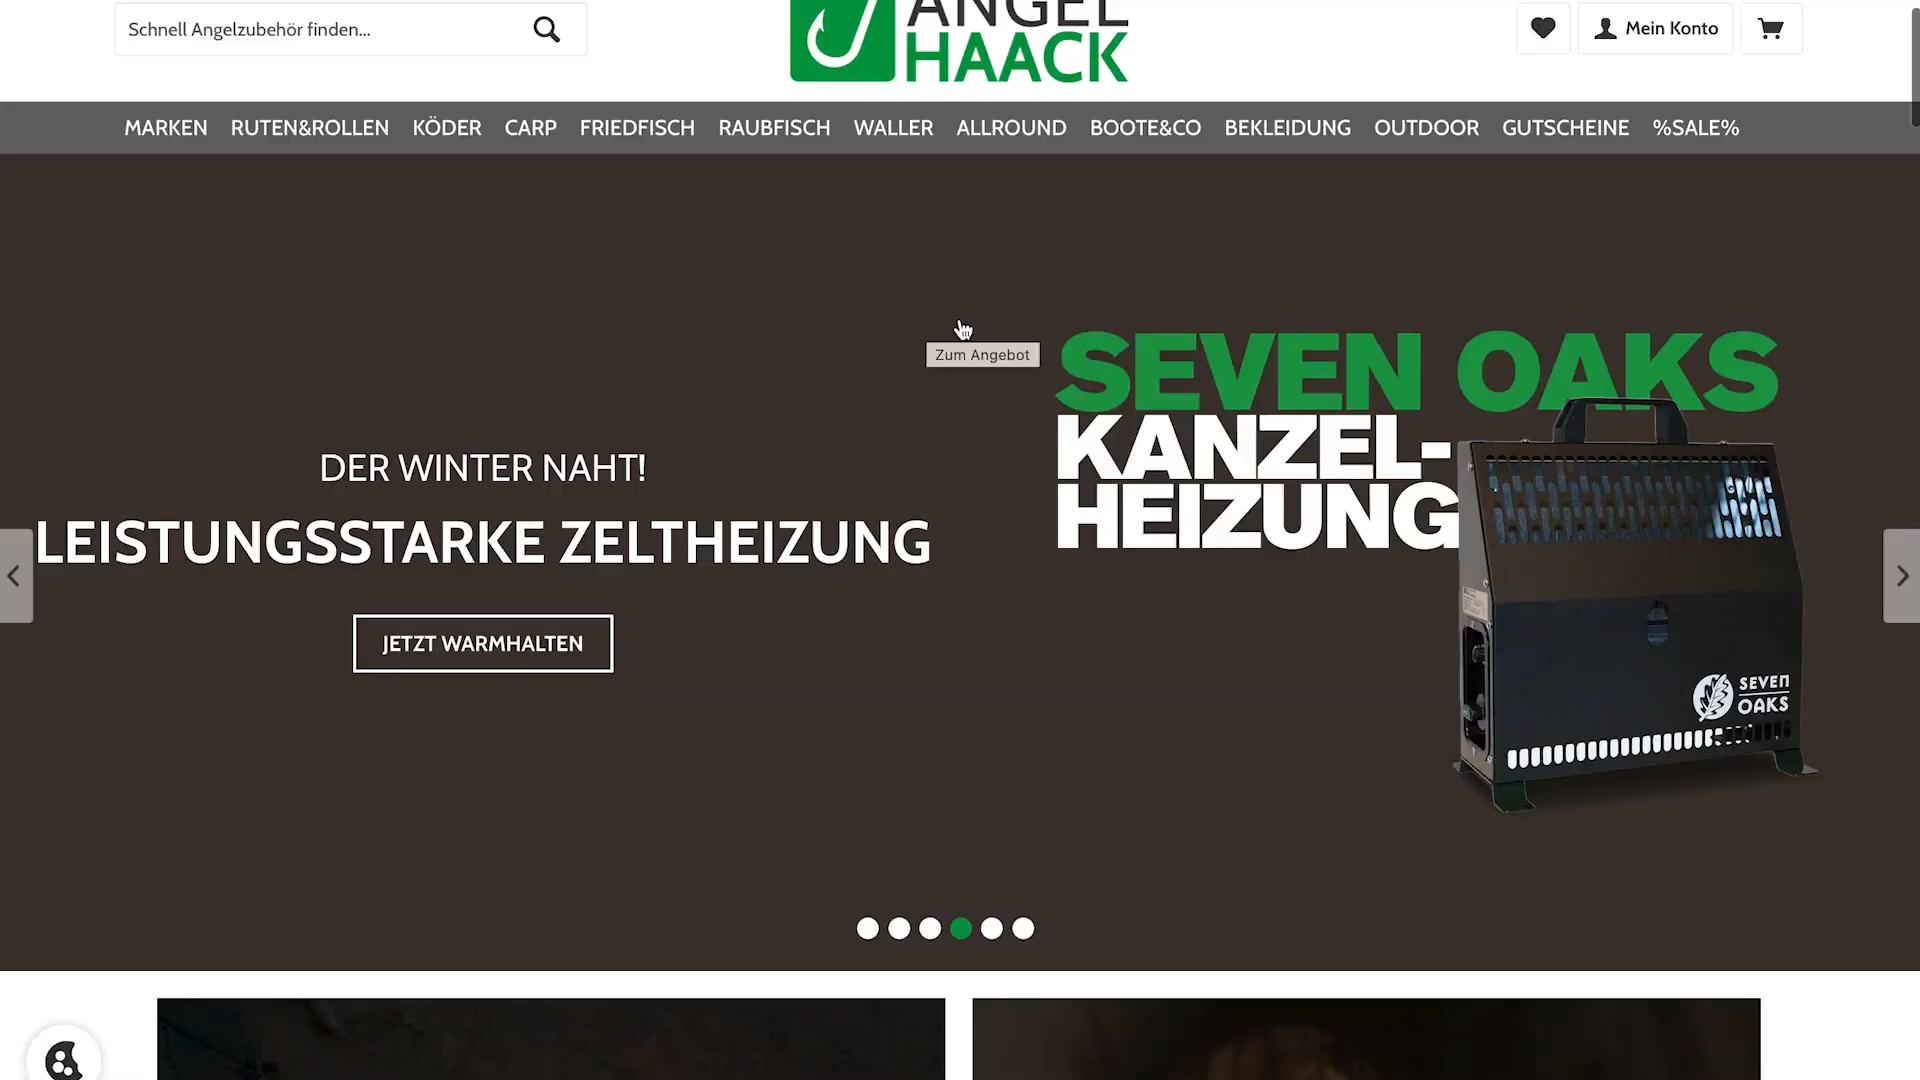 Schnell Angelzubehör finden...
ANGEL
HAACK
Mein Konto
MARKEN RUTEN&ROLLEN KÖDER CARP FRIEDFISCH RAUBFISCH WALLER ALLROUND BOOTE&CO BEKLEIDUNG OUTDOOR GUTSCHEINE %SALE%
Zum Angebot
SEVEN OAKS
KANZEL-
HEIZUNG
DER WINTER NAHT!
LEISTUNGSSTARKE ZELTHEIZUNG
JETZT WARMHALTEN
SEVEN
OAKS